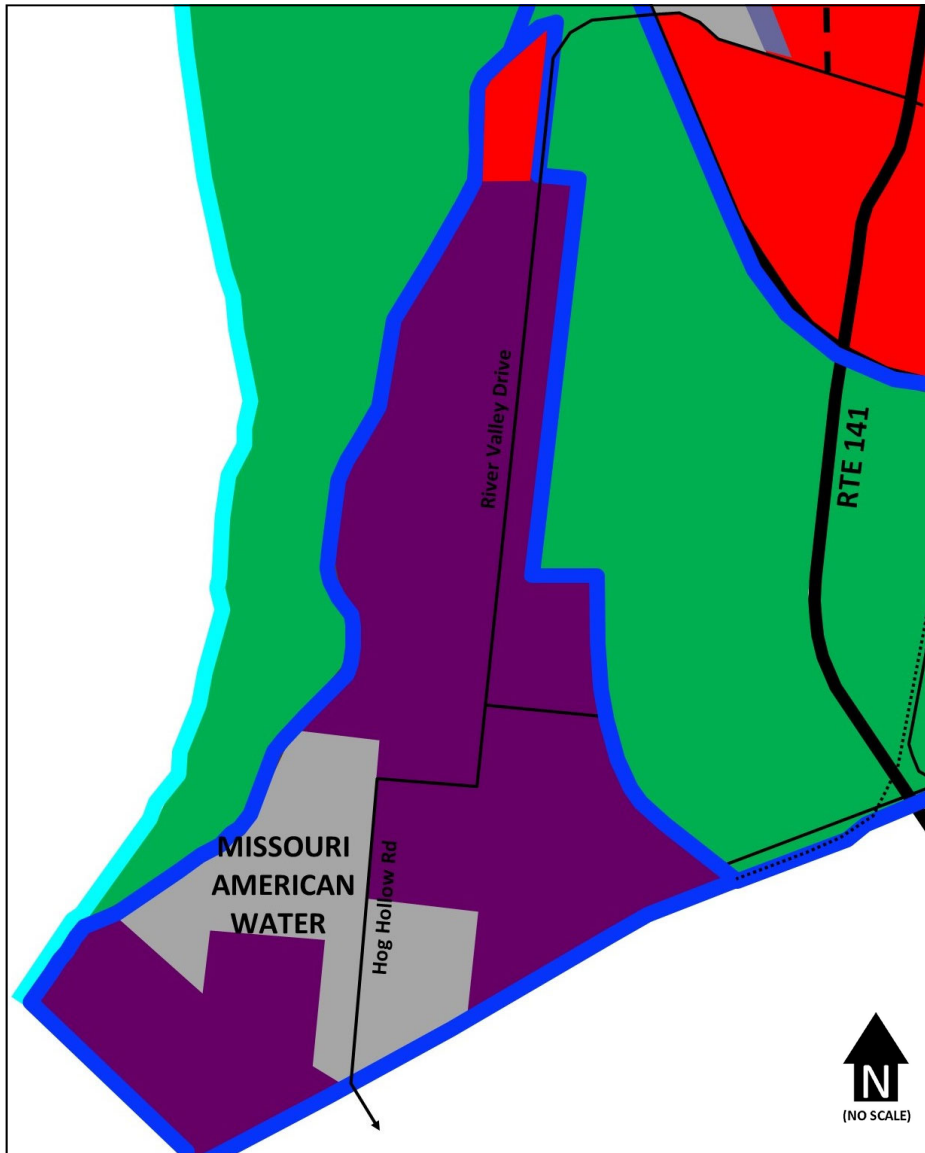 River Valley Drive
RTE 141
MISSOURI
AMERICAN
WATER
Hog Hollow Rd
N
(NO SCALE)